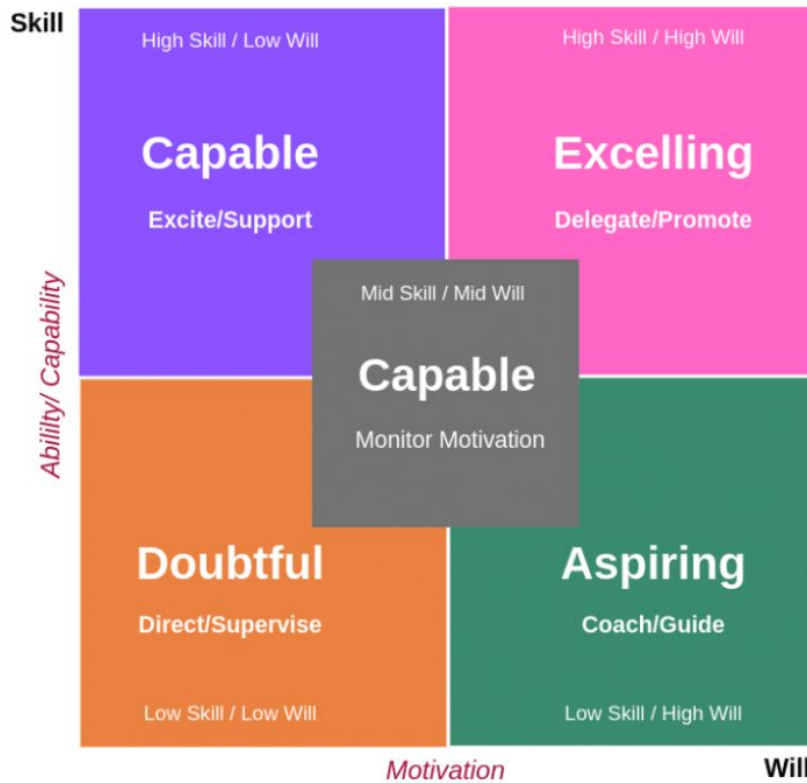 Skill
High Skill / Low Will
High Skill / High Will
Capable
Excelling
Excite/Support
Delegate/Promote
Mid Skill / Mid Will
Capable
Monitor Motivation
Abililty/ Capability
Doubtful
Aspiring
Direct/Supervise
Coach/Guide
Low Skill / Low Will
Low Skill / High Will
Motivation
Will